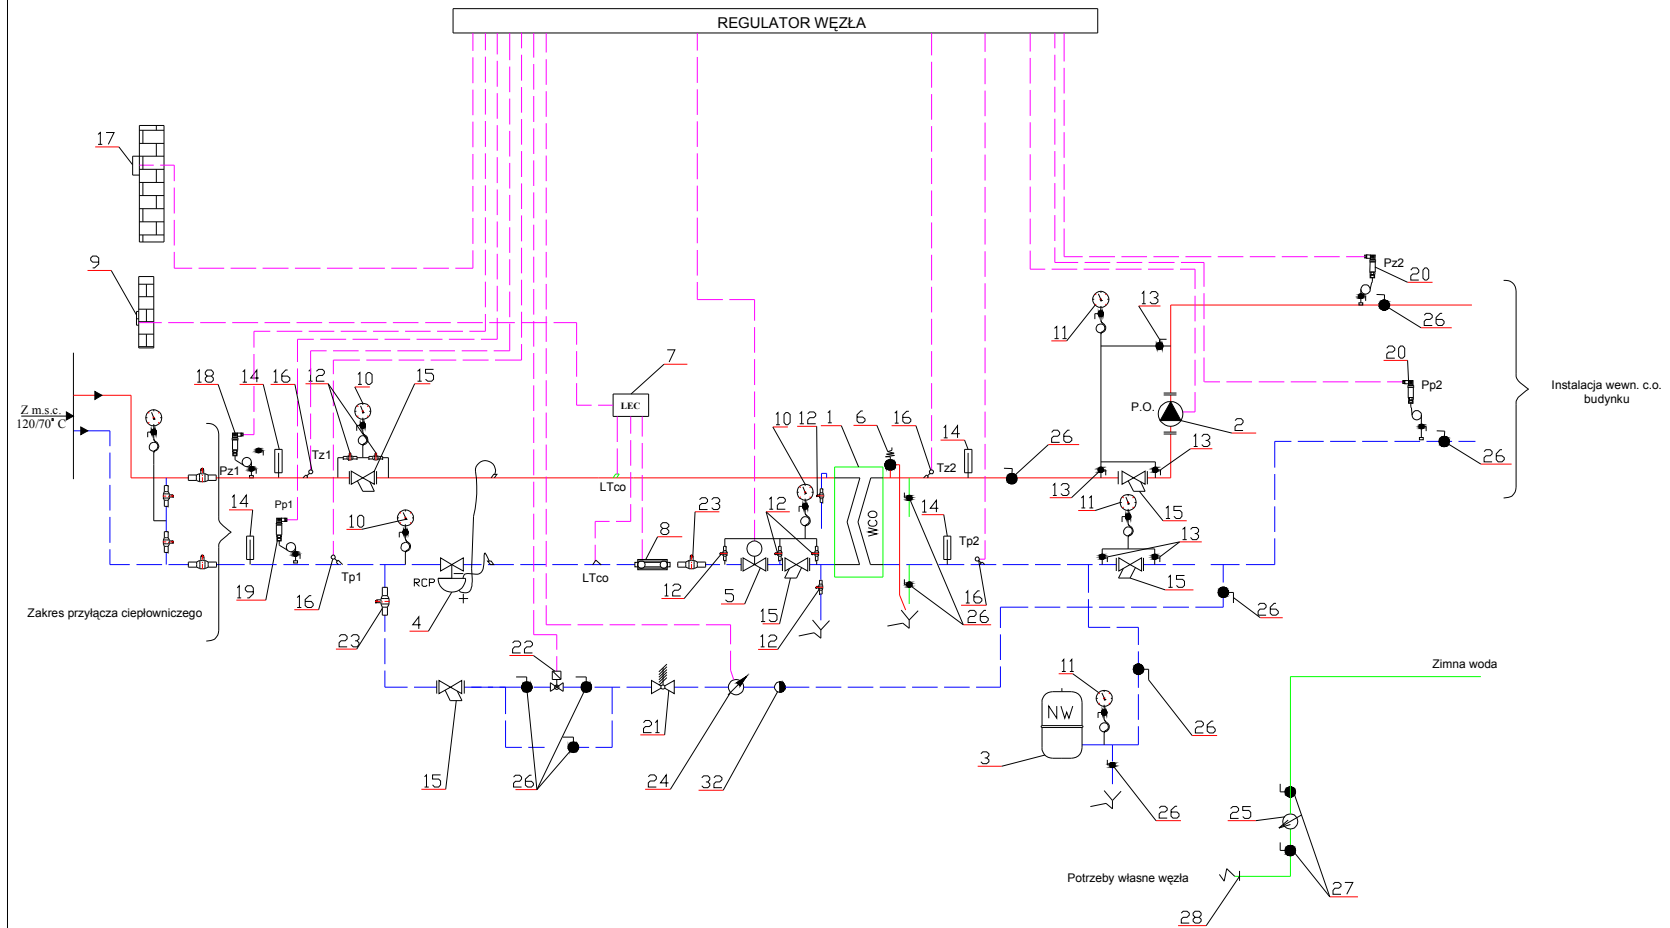 REGULATOR WĘZŁA
17
9
Pz2
20
13
11
26
20
Pp2
7
Instalacja wewn. c.o.
budynku
18
14
16
12
10
15
LEC
P.O.
2
Z m.s.c.
120/70° C
10
12
1
6
16
14
26
13
26
Pz1
Tz1
Tz2
LTco
13
11
15
14
Pp1
10
23
12
WCO
14
Tp2
13
8
Tp1
RCP
LTco
19
16
4
12
5
15
16
15
Zakres przyłącza ciepłowniczego
23
12
26
26
22
11
Zimna woda
NW
15
26
21
24
32
3
26
26
25
Potrzeby własne węzła
28
27